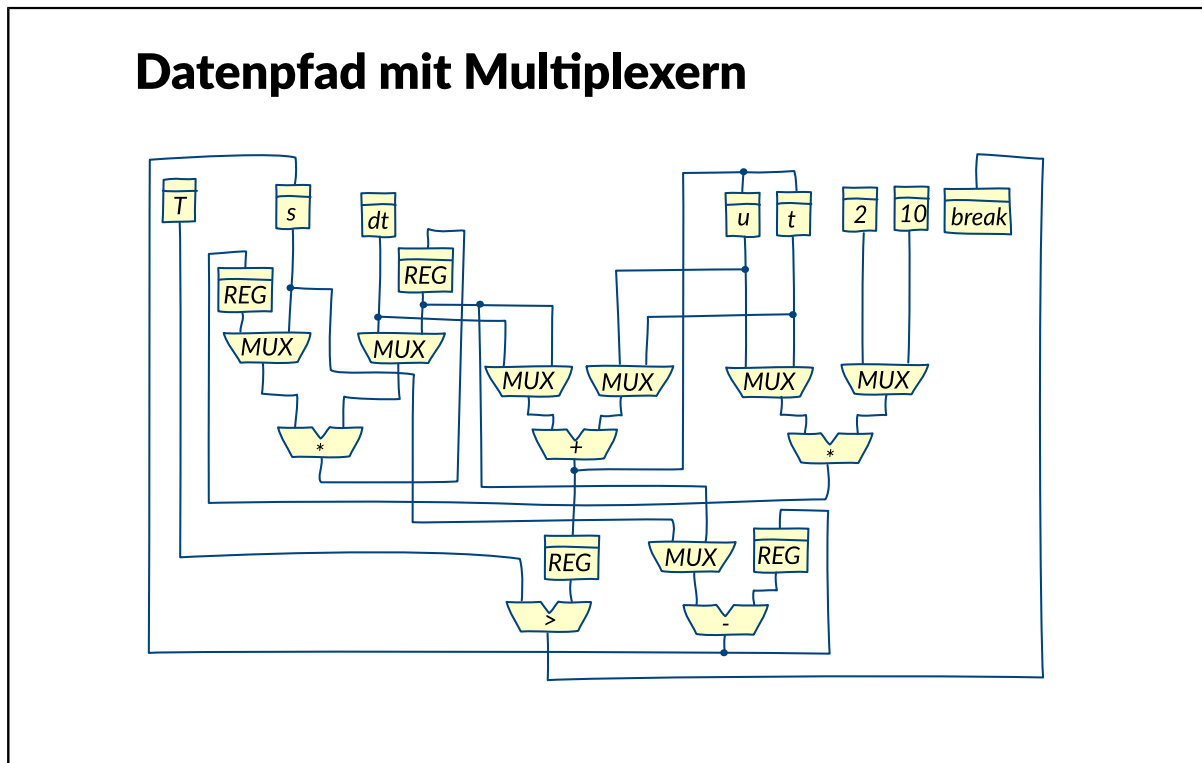 Datenpfad mit Multiplexern
T
s
dt
u
t
2
10
break
REG
REG
MUX
MUX
MUX
MUX
MUX
MUX
*
+
*
REG
MUX
REG
>
-